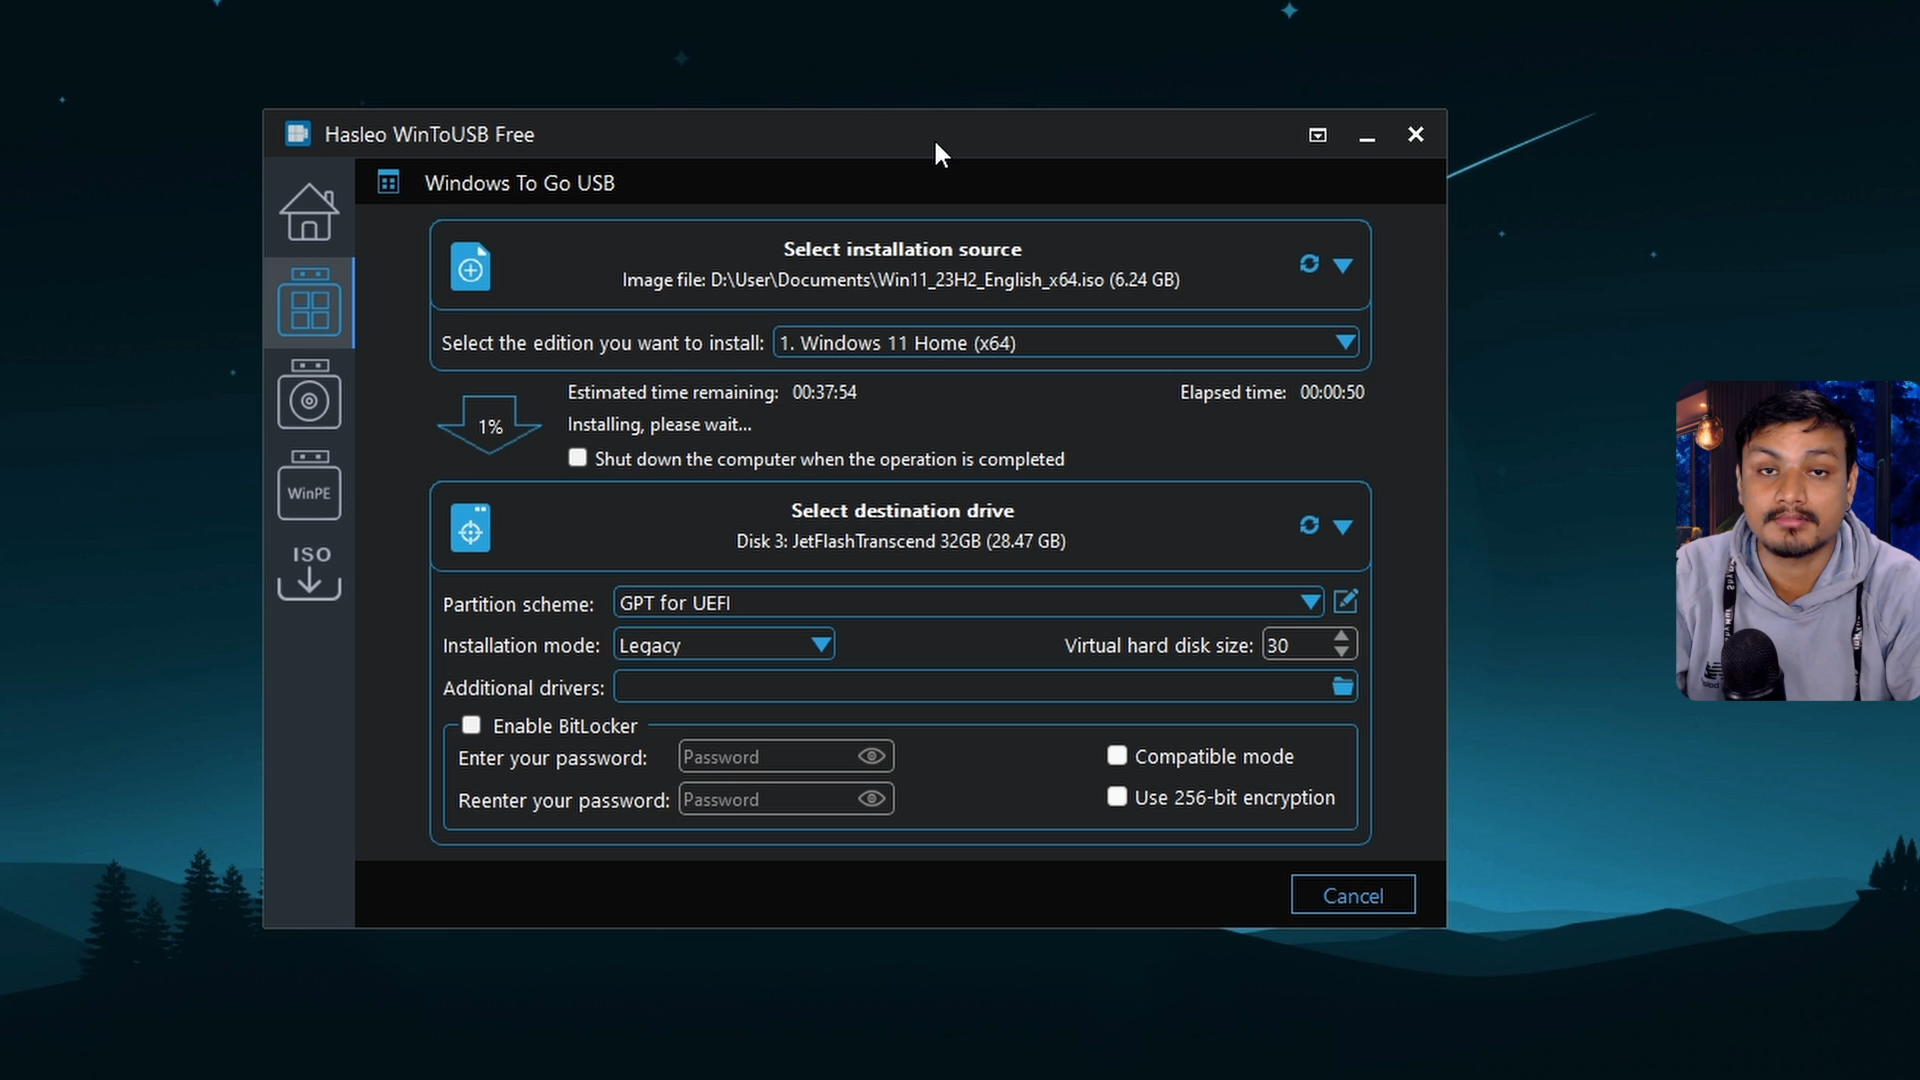 Hasleo WinToUSB Free
Windows To Go USB
Select installation source
Image file: D:\User\Documents\Win11_23H2_English_x64.iso (6.24 GB)
Select the edition you want to install: 1. Windows 11 Home (x64)
Estimated time remaining: 00:37:54 Elapsed time: 00:00:50
1%
Installing, please wait...
Shut down the computer when the operation is completed
WinPE
Select destination drive
Disk 3: JetFlashTranscend 32GB (28.47 GB)
ISO
Partition scheme: GPT for UEFI
Installation mode: Legacy Virtual hard disk size: 30
Additional drivers:
Enable BitLocker
Enter your password: Password Compatible mode
Reenter your password: Password Use 256-bit encryption
Cancel